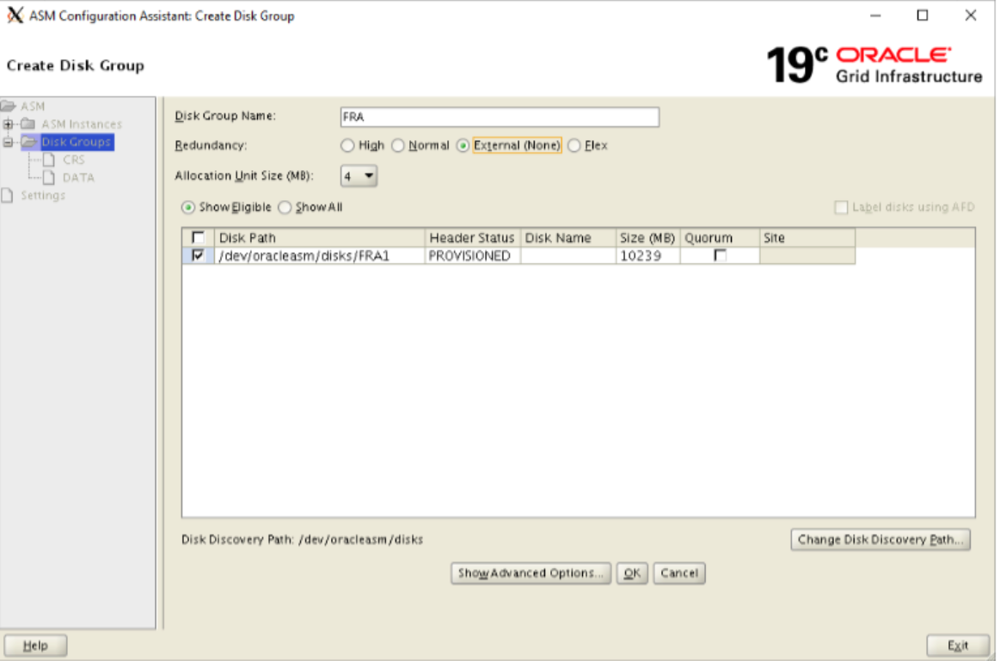 ASM Configuration Assistant: Create Disk Group
Create Disk Group
19c ORACLE
Grid Infrastructure
ASM
ASM Instances
Disk Groups
CRS
DATA
Settings
Disk Group Name: FRA
Redundancy: High Normal External (None) Flex
Allocation Unit Size (MB): 4
Show Eligible Show All Label disks using AFD
Disk Path Header Status Disk Name Size (MB) Quorum Site
/dev/oracleasm/disks/FRA1 PROVISIONED 10239
Disk Discovery Path: /dev/oracleasm/disks Change Disk Discovery Path...
Show Advanced Options... OK Cancel
Help Exit